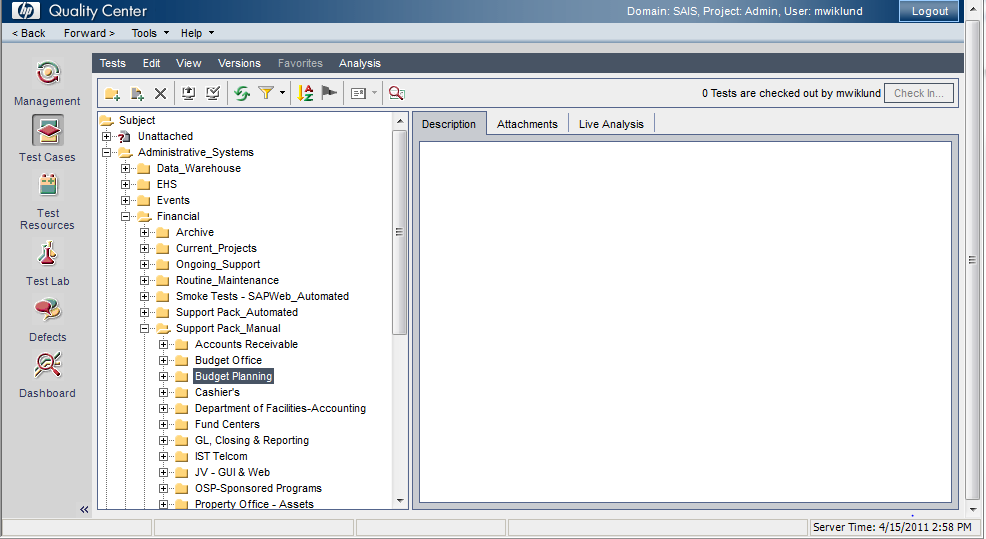 hp Quality Center Domain: SAIS, Project: Admin, User: mwiklund Logout
< Back Forward > Tools Help
Tests Edit View Versions Favorites Analysis
0 Tests are checked out by mwiklund Check In...
Management
Test Cases
Test Resources
Test Lab
Defects
Dashboard
Subject
Unattached
Administrative_Systems
Data_Warehouse
EHS
Events
Financial
Archive
Current_Projects
Ongoing_Support
Routine_Maintenance
Smoke Tests - SAPWeb_Automated
Support Pack_Automated
Support Pack_Manual
Accounts Receivable
Budget Office
Budget Planning
Cashier's
Department of Facilities-Accounting
Fund Centers
GL, Closing & Reporting
IST Telcom
JV - GUI & Web
OSP-Sponsored Programs
Property Office - Assets
Description Attachments Live Analysis
Server Time: 4/15/2011 2:58 PM